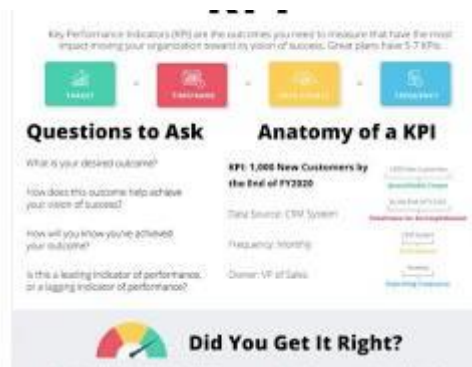 KPI
Key Performance Indicators (KPI) are the outcomes you need to measure that have the most
impact moving your organization toward its vision of success. Great plans have 5-7 KPIs.
TARGET
TIMEFRAME
FREQUENCY
Questions to Ask
What is your desired outcome?
How does this outcome help achieve
your vision of success?
How will you know you've achieved
your outcome?
Is this a leading indicator of performance,
or a lagging indicator of performance?
Anatomy of a KPI
KPI: 1,000 New Customers by
the End of FY2020
Data Source: CRM System
Frequency: Monthly
Owner: VP of Sales
Did You Get It Right?